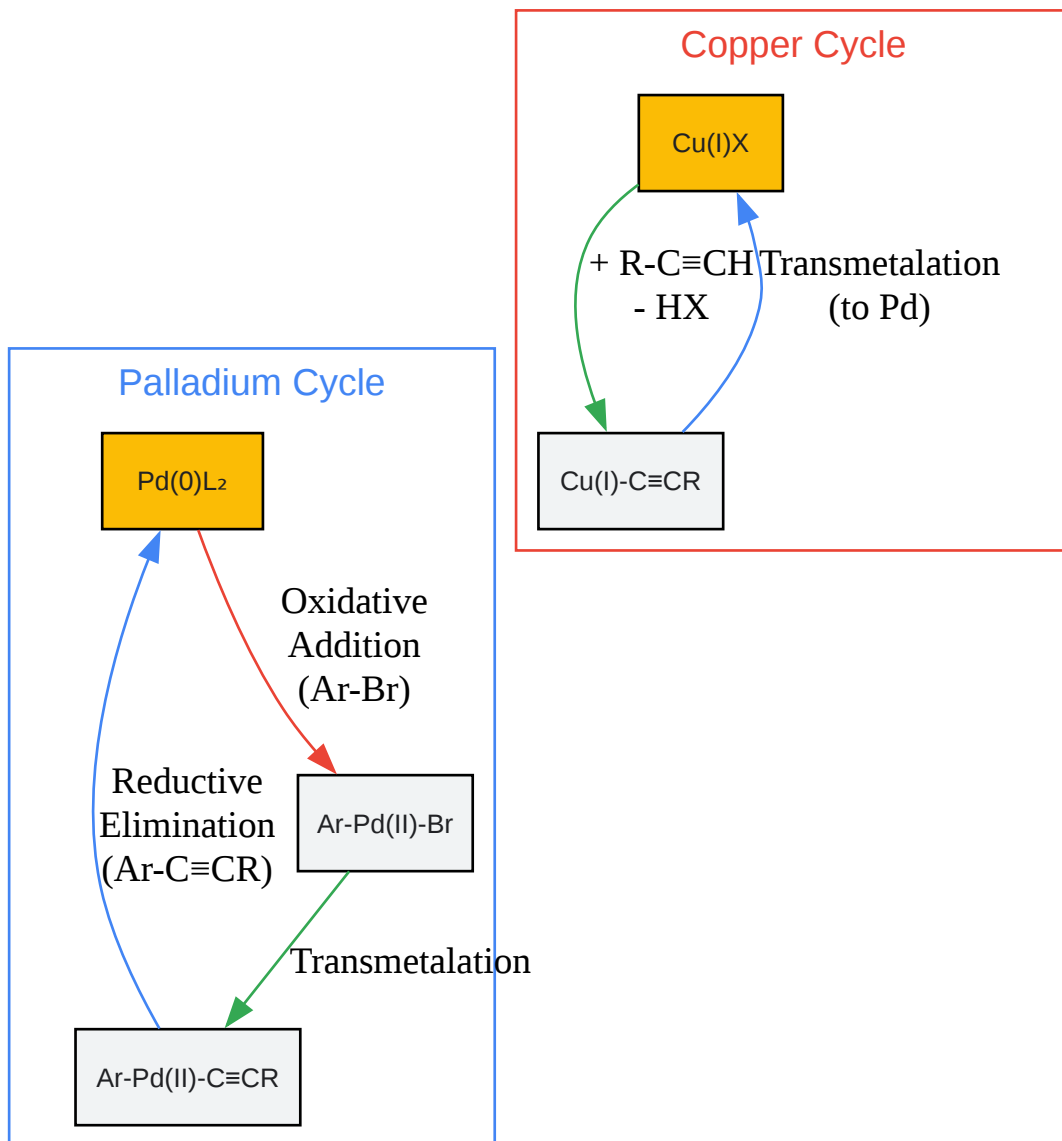 Copper Cycle
Cu(I)X
+ R-C≡CH
- HX
Transmetalation
(to Pd)
Cu(I)-C≡CR
Palladium Cycle
Pd(0)L₂
Oxidative
Addition
(Ar-Br)
Reductive
Elimination
(Ar-C≡CR)
Ar-Pd(II)-Br
Transmetalation
Ar-Pd(II)-C≡CR